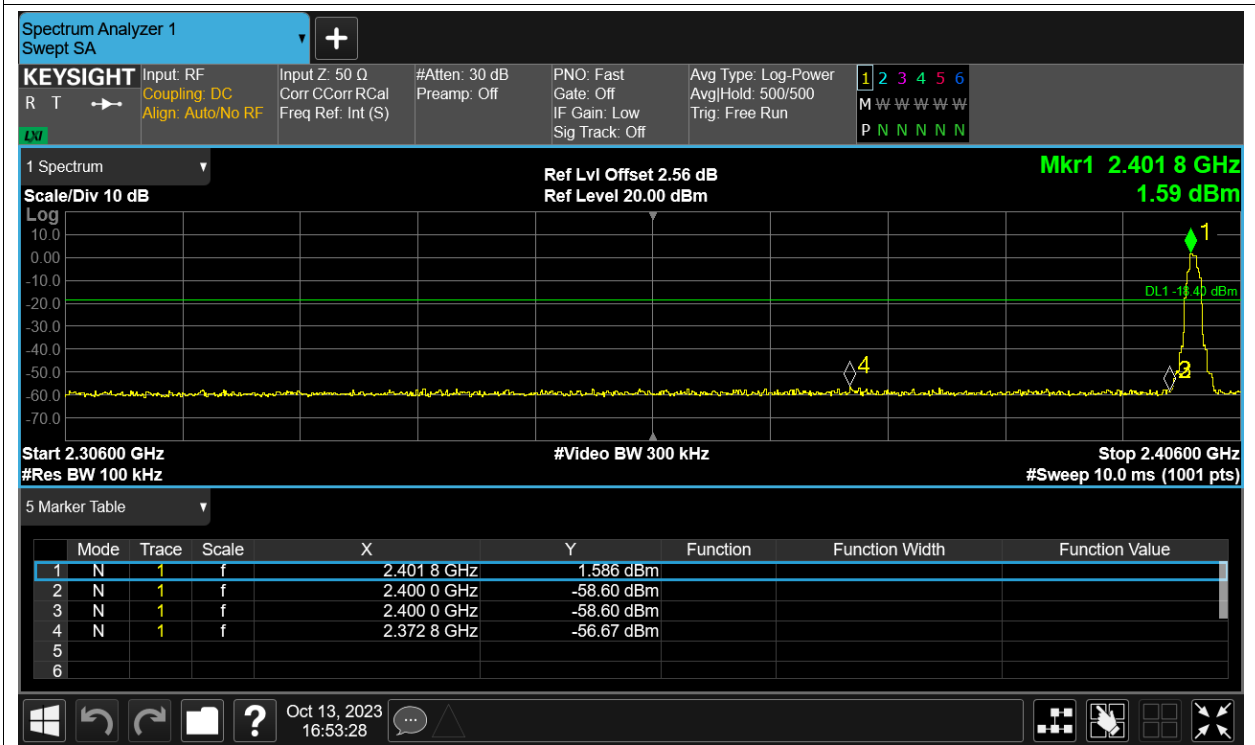 Spectrum Analyzer 1
Swept SA
+
KEYSIGHT Input: RF Input Z: 50 Ω #Atten: 30 dB PNO: Fast Avg Type: Log-Power 1 2 3 4 5 6
R T Coupling: DC Corr CCorr RCal Preamp: Off Gate: Off Avg|Hold: 500/500 M W W W W W
Align: Auto/No RF Freq Ref: Int (S) IF Gain: Low Trig: Free Run
LXI Sig Track: Off P N N N N N
1 Spectrum Ref Lvl Offset 2.56 dB Mkr1 2.401 8 GHz
Scale/Div 10 dB Ref Level 20.00 dBm 1.59 dBm
Log
10.0 1
0.00
-10.0
DL1 -18.40 dBm
-20.0
-30.0
-40.0
-50.0 4
-60.0
-70.0
Start 2.30600 GHz #Video BW 300 kHz Stop 2.40600 GHz
#Res BW 100 kHz #Sweep 10.0 ms (1001 pts)
5 Marker Table
Mode Trace Scale X Y Function Function Width Function Value
1 N 1 f 2.401 8 GHz 1.586 dBm
2 N 1 f 2.400 0 GHz -58.60 dBm
3 N 1 f 2.400 0 GHz -58.60 dBm
4 N 1 f 2.372 8 GHz -56.67 dBm
5
6
? Oct 13, 2023
16:53:28